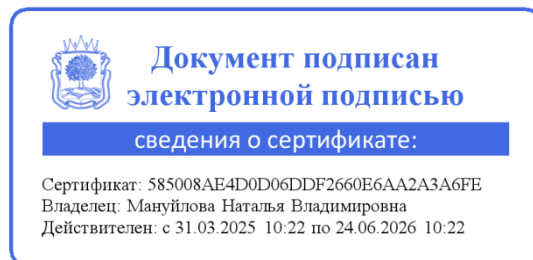 Документ подписан
электронной подписью
сведения о сертификате:
Сертификат: 585008AE4D0D06DDF2660E6AA2A3A6FE
Владелец: Мануйлова Наталья Владимировна
Действителен: с 31.03.2025 10:22 по 24.06.2026 10:22